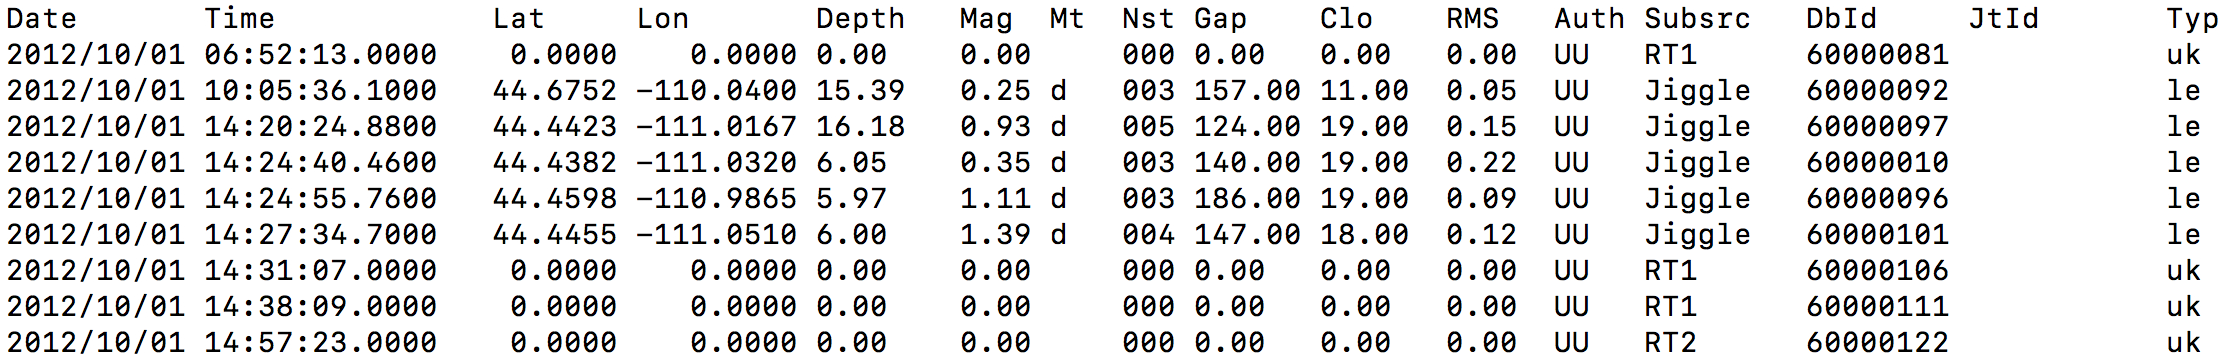 Date       Time          Lat     Lon       Depth   Mag  Mt  Nst Gap    Clo    RMS   Auth Subsrc   DbId     JtId       Typ
2012/10/01 06:52:13.0000    0.0000    0.0000 0.00    0.00     000 0.00   0.00   0.00  UU   RT1      60000081            uk
2012/10/01 10:05:36.1000   44.6752 -110.0400 15.39   0.25 d   003 157.00 11.00  0.05  UU   Jiggle   60000092            le
2012/10/01 14:20:24.8800   44.4423 -111.0167 16.18   0.93 d   005 124.00 19.00  0.15  UU   Jiggle   60000097            le
2012/10/01 14:24:40.4600   44.4382 -111.0320 6.05    0.35 d   003 140.00 19.00  0.22  UU   Jiggle   60000010            le
2012/10/01 14:24:55.7600   44.4598 -110.9865 5.97    1.11 d   003 186.00 19.00  0.09  UU   Jiggle   60000096            le
2012/10/01 14:27:34.7000   44.4455 -111.0510 6.00    1.39 d   004 147.00 18.00  0.12  UU   Jiggle   60000101            le
2012/10/01 14:31:07.0000    0.0000    0.0000 0.00    0.00     000 0.00   0.00   0.00  UU   RT1      60000106            uk
2012/10/01 14:38:09.0000    0.0000    0.0000 0.00    0.00     000 0.00   0.00   0.00  UU   RT1      60000111            uk
2012/10/01 14:57:23.0000    0.0000    0.0000 0.00    0.00     000 0.00   0.00   0.00  UU   RT2      60000122            uk